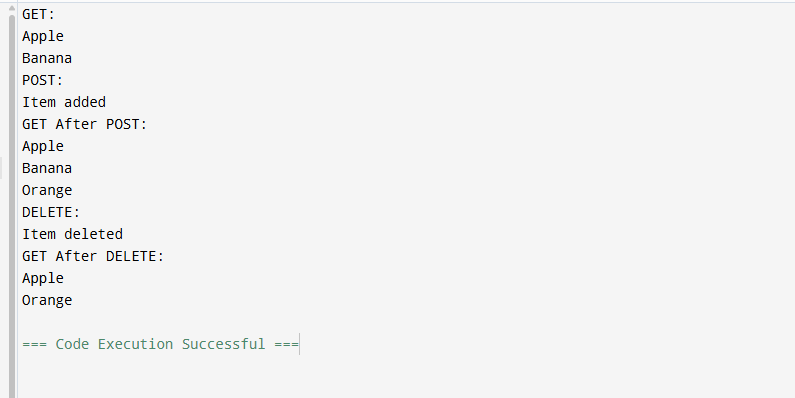 GET:
Apple
Banana
POST:
Item added
GET After POST:
Apple
Banana
Orange
DELETE:
Item deleted
GET After DELETE:
Apple
Orange
=== Code Execution Successful ===